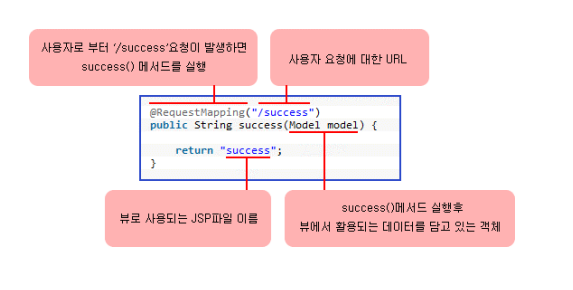 사용자로 부터 '/success'요청이 발생하면
success() 메서드를 실행
사용자 요청에 대한 URL
@RequestMapping("/success")
public String success(Model model) {
return "success";
}
뷰로 사용되는 JSP파일 이름
success()메서드 실행후
뷰에서 활용되는 데이터를 담고 있는 객체